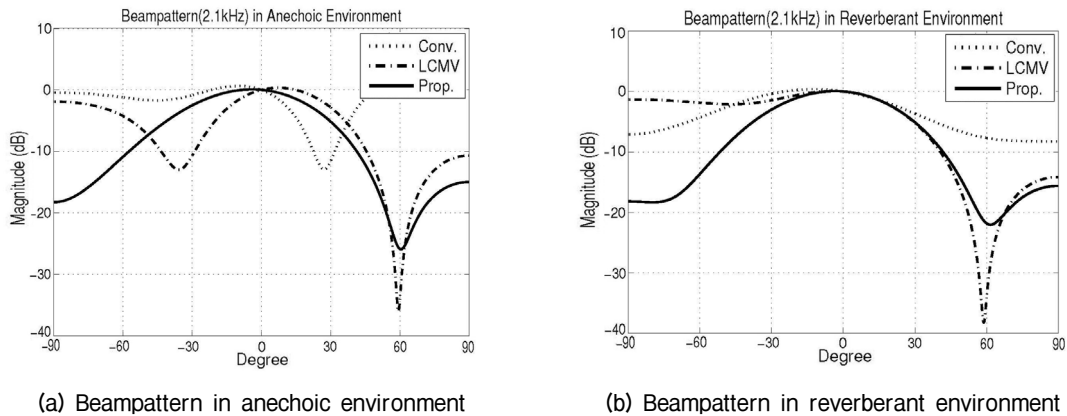 Beampattern(2.1kHz) in Anechoic Environment
10
0
−10
−20
−30
−40
Magnitude (dB)
Conv.
LCMV
Prop.
−90
−60
−30
0
30
60
90
Degree
(a) Beampattern in anechoic environment
Beampattern(2.1kHz) in Reverberant Environment
10
0
−10
−20
−30
−40
Magnitude (dB)
Conv.
LCMV
Prop.
−90
−60
−30
0
30
60
90
Degree
(b) Beampattern in reverberant environment